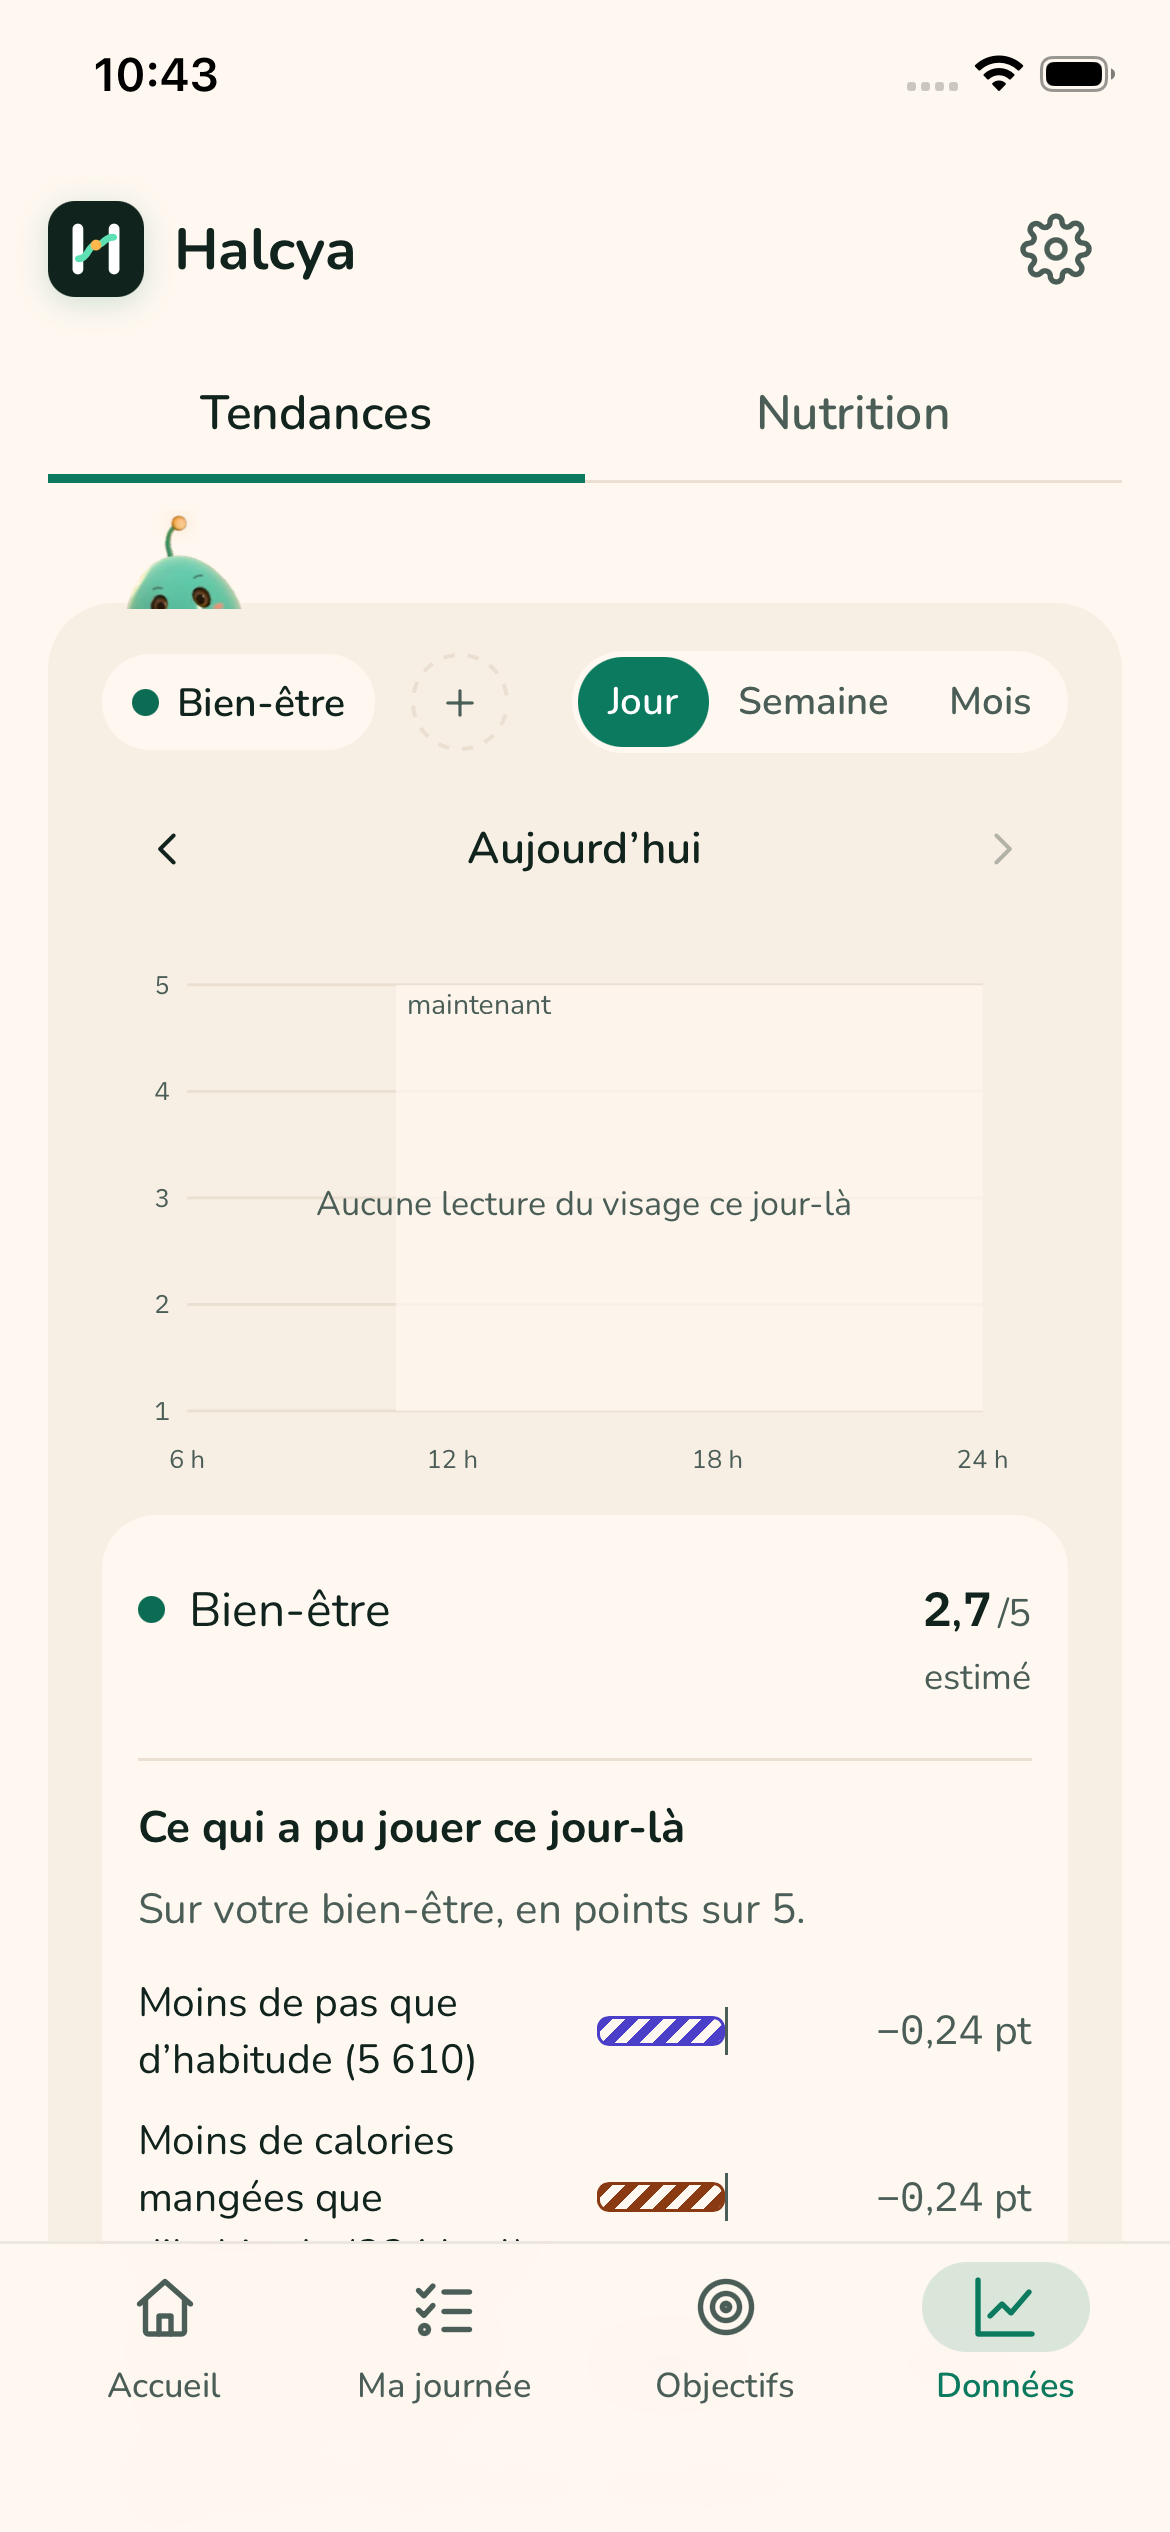 10:43
Halcya
Tendances
Nutrition
Bien-être
+
Jour
Semaine
Mois
Aujourd’hui
5
maintenant
4
3
Aucune lecture du visage ce jour-là
2
1
6 h
12 h
18 h
24 h
Bien-être
2,7 /5
estimé
Ce qui a pu jouer ce jour-là
Sur votre bien-être, en points sur 5.
Moins de pas que
d’habitude (5 610)
−0,24 pt
Moins de calories
mangées que
−0,24 pt
Accueil
Ma journée
Objectifs
Données